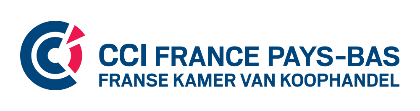 CCI FRANCE PAYS-BAS
FRANSE KAMER VAN KOOPHANDEL